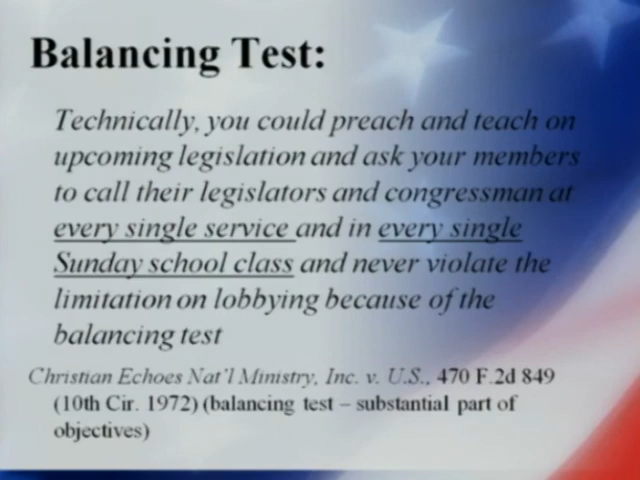 Balancing Test:
Technically, you could preach and teach on
upcoming legislation and ask your members
to call their legislators and congressman at
every single service and in every single
Sunday school class and never violate the
limitation on lobbying because of the
balancing test
Christian Echoes Nat'l Ministry, Inc. v. U.S., 470 F.2d 849
(10th Cir. 1972) (balancing test – substantial part of
objectives)